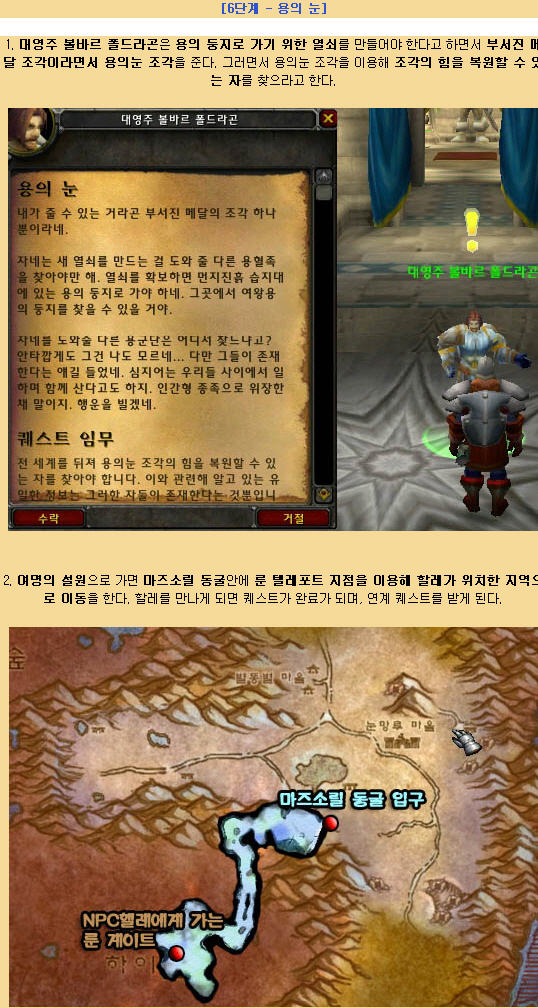 [6단계 - 용의 눈]
1. 대영주 볼바르 폴드라곤은 용의 둥지로 가기 위한 열쇠를 만들어야 한다고 하면서 부서진 메
달 조각이라면서 용의눈 조각을 준다. 그러면서 용의눈 조각을 이용해 조각의 힘을 복원할 수 있
는 자를 찾으라고 한다.
대영주 볼바르 폴드라곤
용의 눈
내가 줄 수 있는 거라곤 부서진 메달의 조각 하나
뿐이라네.
자네는 새 열쇠를 만드는 걸 도와 줄 다른 용혈족
을 찾아야만 해. 열쇠를 확보하면 먼지진흙 습지대
에 있는 용의 둥지로 가야 하네. 그곳에서 여왕용
의 둥지를 찾을 수 있을 거야.
자네를 도와줄 다른 용군단은 어디서 찾느냐고?
안타깝게도 그건 나도 모르네... 다만 그들이 존재
한다는 얘길 들었네. 심지어는 우리들 사이에서 일
하며 함께 산다고도 하지. 인간형 종족으로 위장한
채 말이지. 행운을 빌겠네.
퀘스트 임무
전 세계를 뒤져 용의눈 조각의 힘을 복원할 수 있
는 자를 찾아야 합니다. 이와 관련해 알고 있는 유
일한 정보는 그러한 자들이 존재한다는 것뿐입니
수락
거절
대영주 볼바르 폴드라곤
2. 여명의 설원으로 가면 마즈소릴 동굴안에 룬 텔레포트 지점을 이용해 할레가 위치한 지역으
로 이동을 한다. 할레를 만나게 되면 퀘스트가 완료가 되며, 연계 퀘스트를 받게 된다.
숲
별동별 마을
눈망루 마을
마즈소릴 동굴 입구
NPC헬레에게 가는
룬 게이트
하이